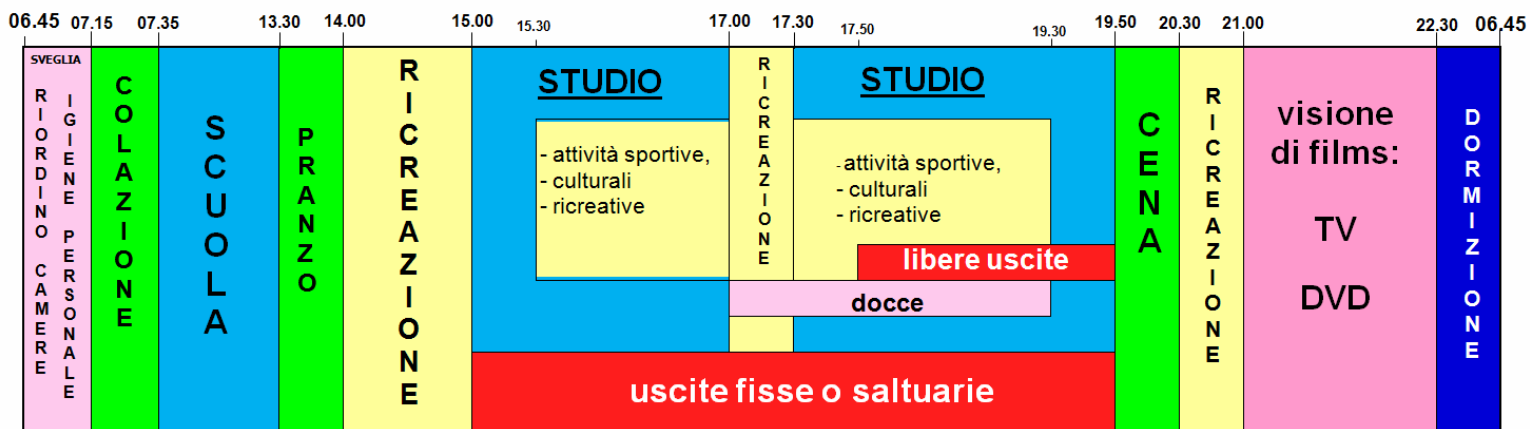 06.45 07.15 07.35 13.30 14.00 15.00 15.30 17.00 17.30 17.50 19.30 19.50 20.30 21.00 22.30 06.45
SVEGLIA
RIORDINO CAMERE
IGIENE PERSONALE
COLAZIONE
SCUOLA
PRANZO
RICREAZIONE
STUDIO
- attività sportive,
- culturali
- ricreative
RICREAZIONE
STUDIO
- attività sportive,
- culturali
- ricreative
libere uscite
docce
uscite fisse o saltuarie
CENA
RICREAZIONE
visione
di films:
TV
DVD
DORMIZIONE